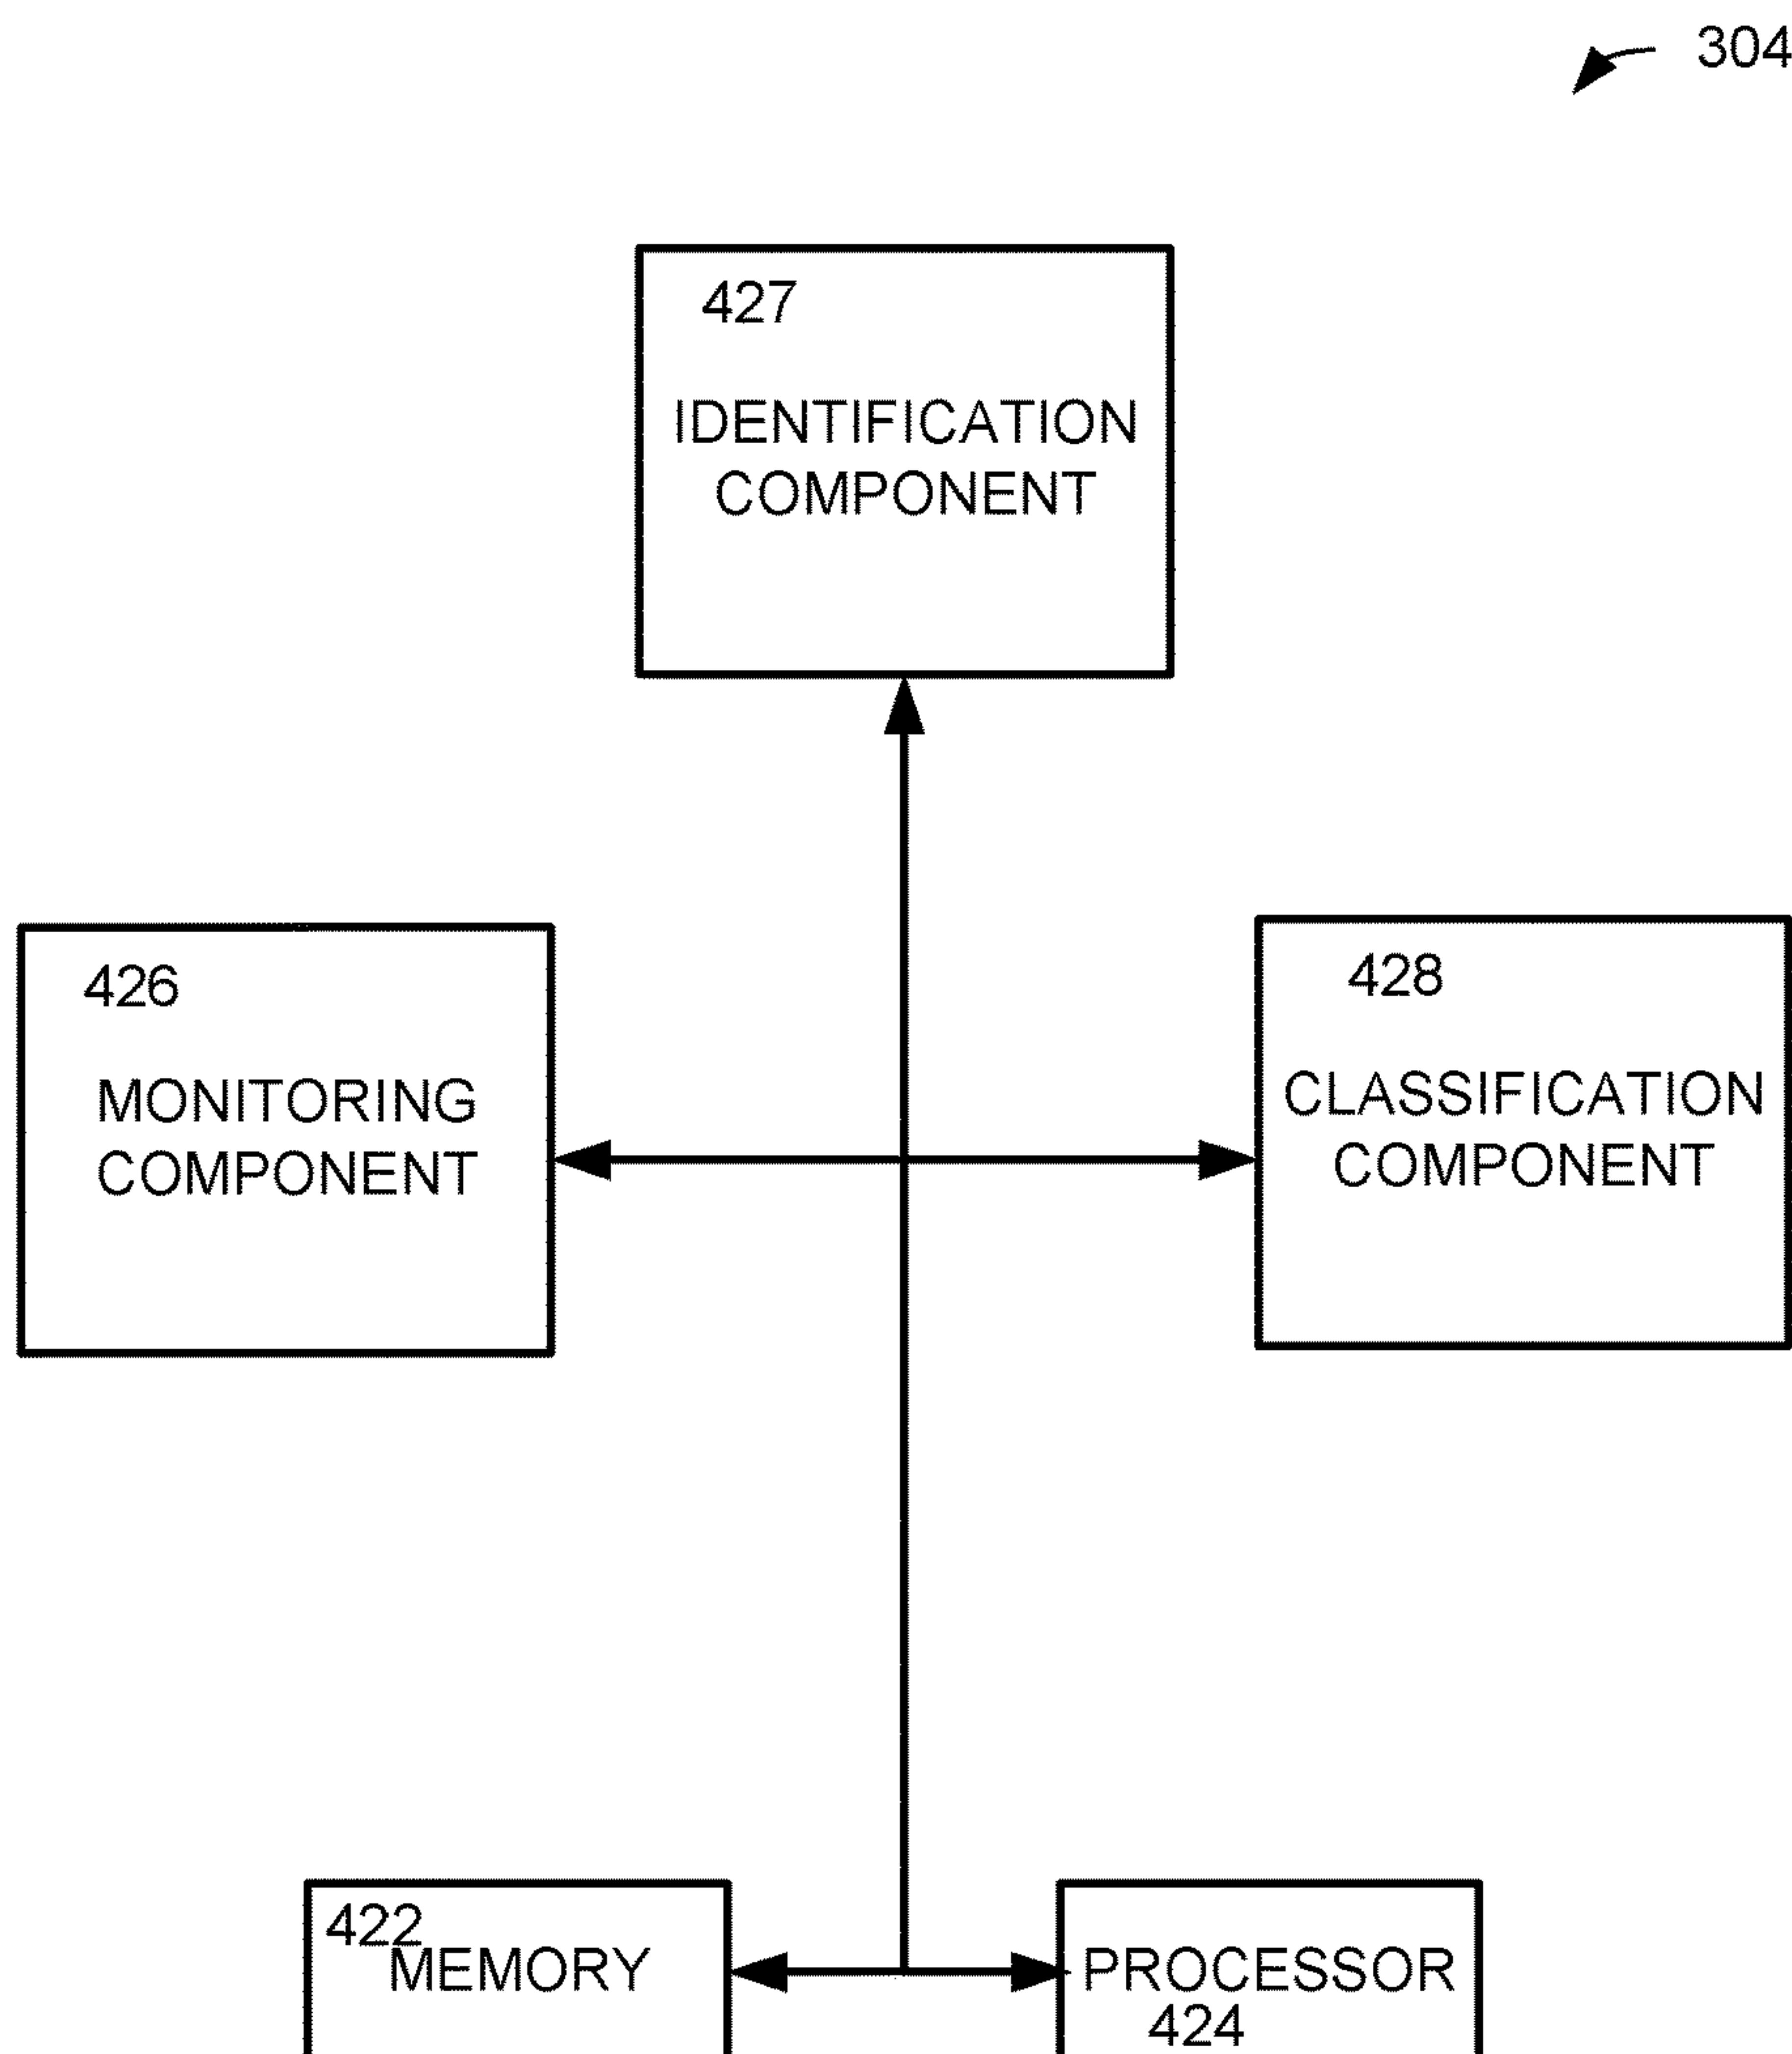 304
427
IDENTIFICATION
COMPONENT
426
MONITORING
COMPONENT
428
CLASSIFICATION
COMPONENT
422
MEMORY
PROCESSOR
424